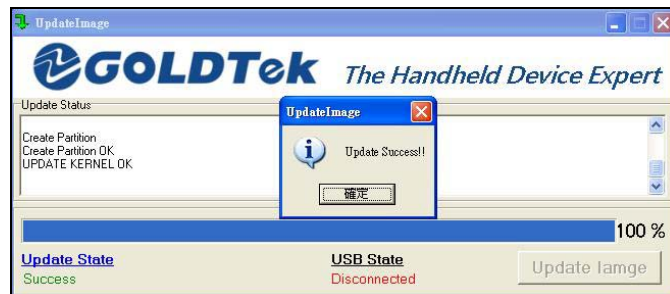 UpdateImage
GOLDTek The Handheld Device Expert
Update Status
Create Partition
Create Partition OK
UPDATE KERNEL OK
UpdateImage
Update Success!!
確定
100 %
Update State
Success
USB State
Disconnected
Update Iamge